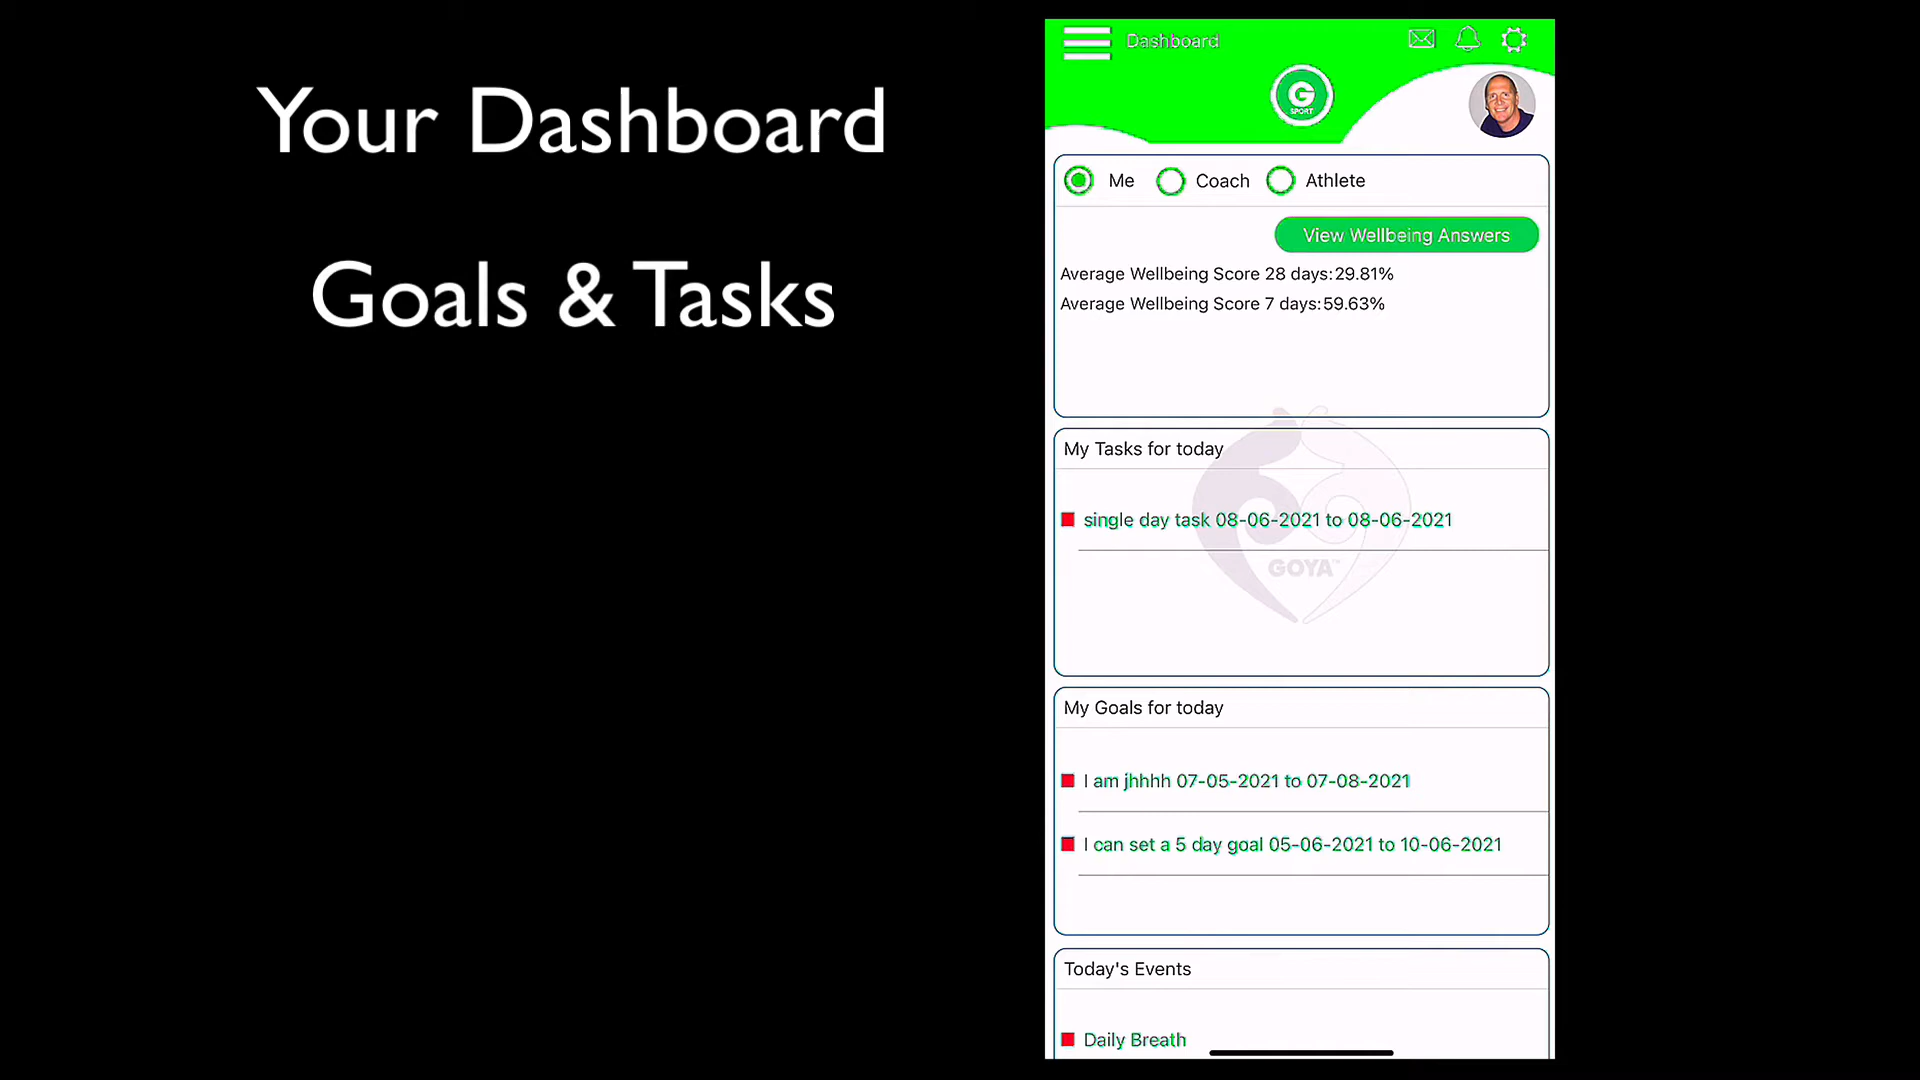 Your Dashboard
Goals & Tasks
Dashboard
G
SPORT
Me
Coach
Athlete
View Wellbeing Answers
Average Wellbeing Score 28 days:29.81%
Average Wellbeing Score 7 days:59.63%
My Tasks for today
single day task 08-06-2021 to 08-06-2021
GOYA™
My Goals for today
I am jhhhh 07-05-2021 to 07-08-2021
I can set a 5 day goal 05-06-2021 to 10-06-2021
Today's Events
Daily Breath